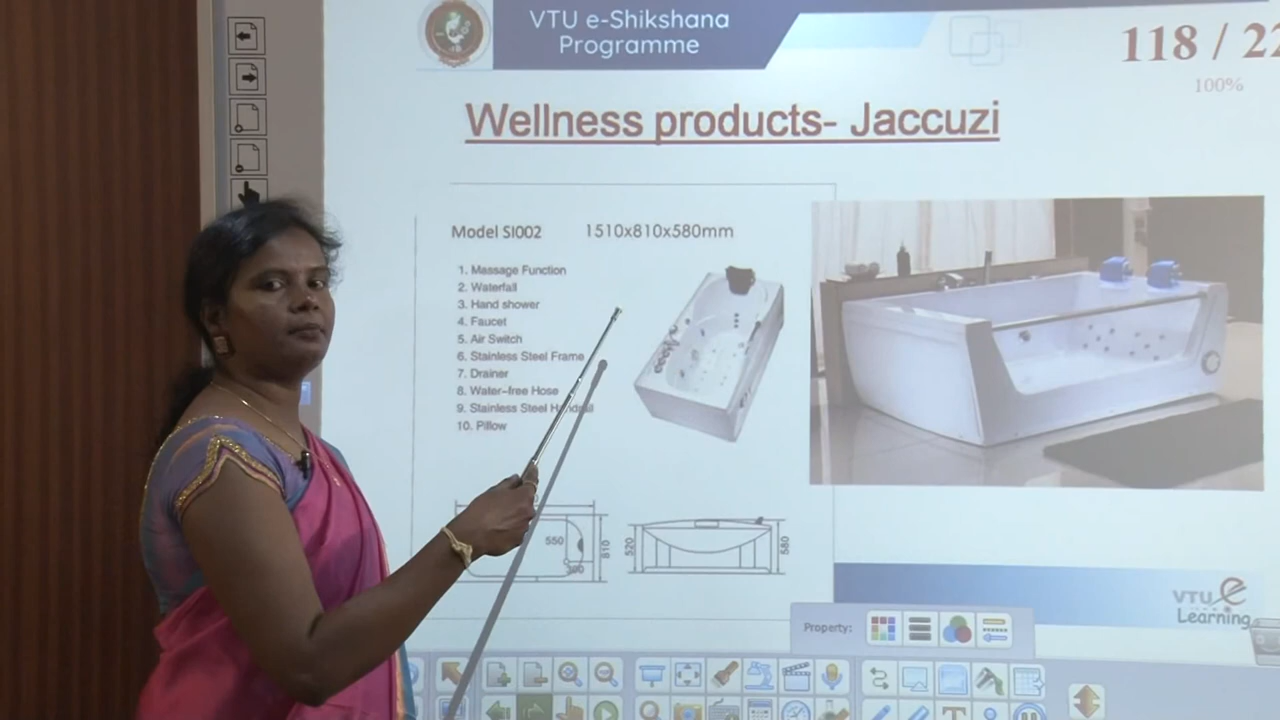 VTU e-Shikshana
Programme
118 / 22
100%
Wellness products- Jaccuzi
Model SI002 1510x810x580mm
1. Massage Function
2. Waterfall
3. Hand shower
4. Faucet
5. Air Switch
6. Stainless Steel Frame
7. Drainer
8. Water-free Hose
9. Stainless Steel Handrail
10. Pillow
550
810
520
580
VTU e
Learning
Property: